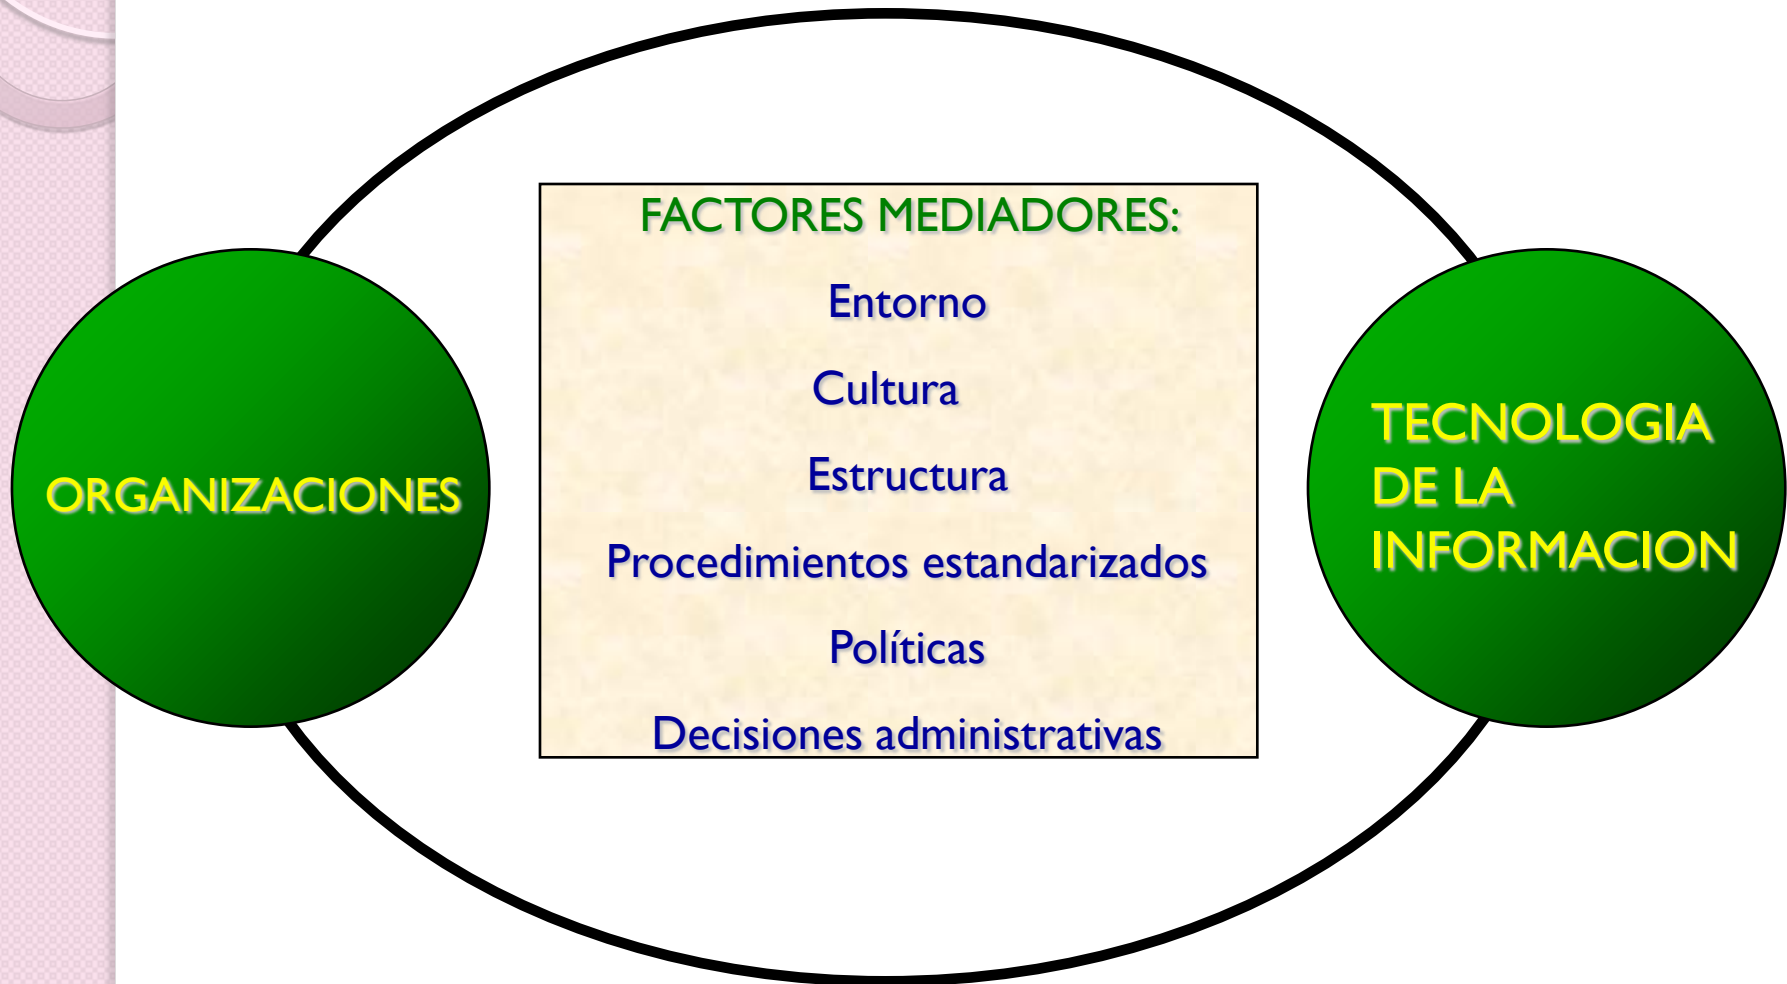 FACTORES MEDIADORES:
Entorno
Cultura
Estructura
Procedimientos estandarizados
Políticas
Decisiones administrativas
ORGANIZACIONES
TECNOLOGIA
DE LA
INFORMACION